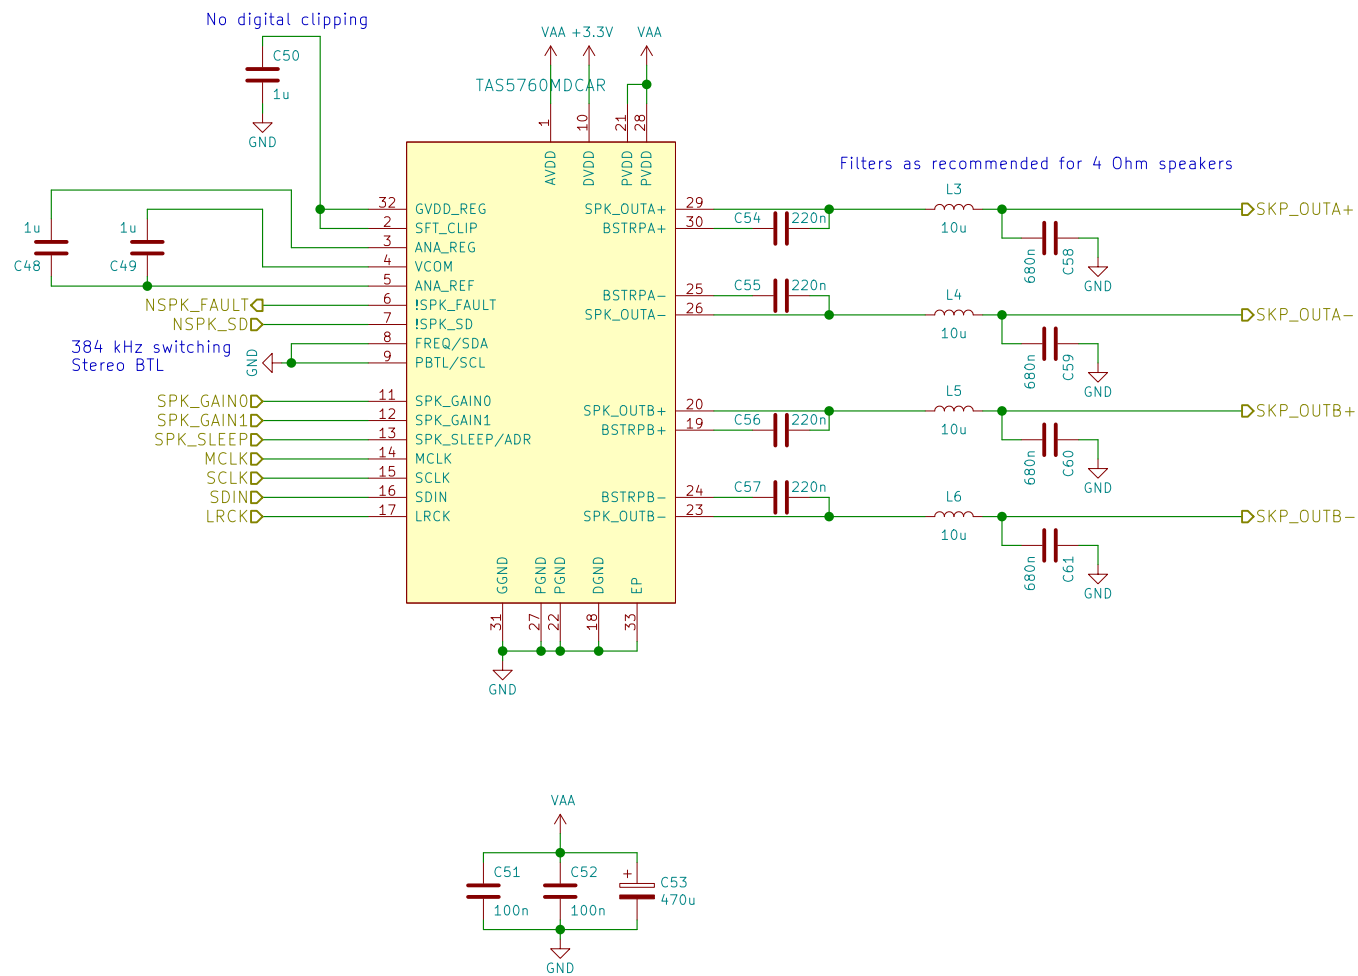 No digital clipping
C50
1u
GND
VAA
+3.3V
VAA
TAS5760MDCAR
1
10
21
28
AVDD
DVDD
PVDD
PVDD
Filters as recommended for 4 Ohm speakers
1u
C48
1u
C49
32 GVDD_REG
2 SFT_CLIP
3 ANA_REG
4 VCOM
5 ANA_REF
NSPK_FAULT 6 !SPK_FAULT
NSPK_SD 7 !SPK_SD
384 kHz switching
Stereo BTL
GND
8 FREQ/SDA
9 PBTL/SCL
SPK_GAIN0 11 SPK_GAIN0
SPK_GAIN1 12 SPK_GAIN1
SPK_SLEEP 13 SPK_SLEEP/ADR
MCLK 14 MCLK
SCLK 15 SCLK
SDIN 16 SDIN
LRCK 17 LRCK
SPK_OUTA+ 29
BSTRPA+ 30
C54 220n
L3
10u
SKP_OUTA+
680n
C58
GND
BSTRPA- 25
SPK_OUTA- 26
C55 220n
L4
10u
SKP_OUTA-
680n
C59
GND
SPK_OUTB+ 20
BSTRPB+ 19
C56 220n
L5
10u
SKP_OUTB+
680n
C60
GND
BSTRPB- 24
SPK_OUTB- 23
C57 220n
L6
10u
SKP_OUTB-
680n
C61
GND
GGND
PGND
PGND
DGND
EP
31
27
22
18
33
GND
VAA
C51
100n
C52
100n
+
C53
470u
GND